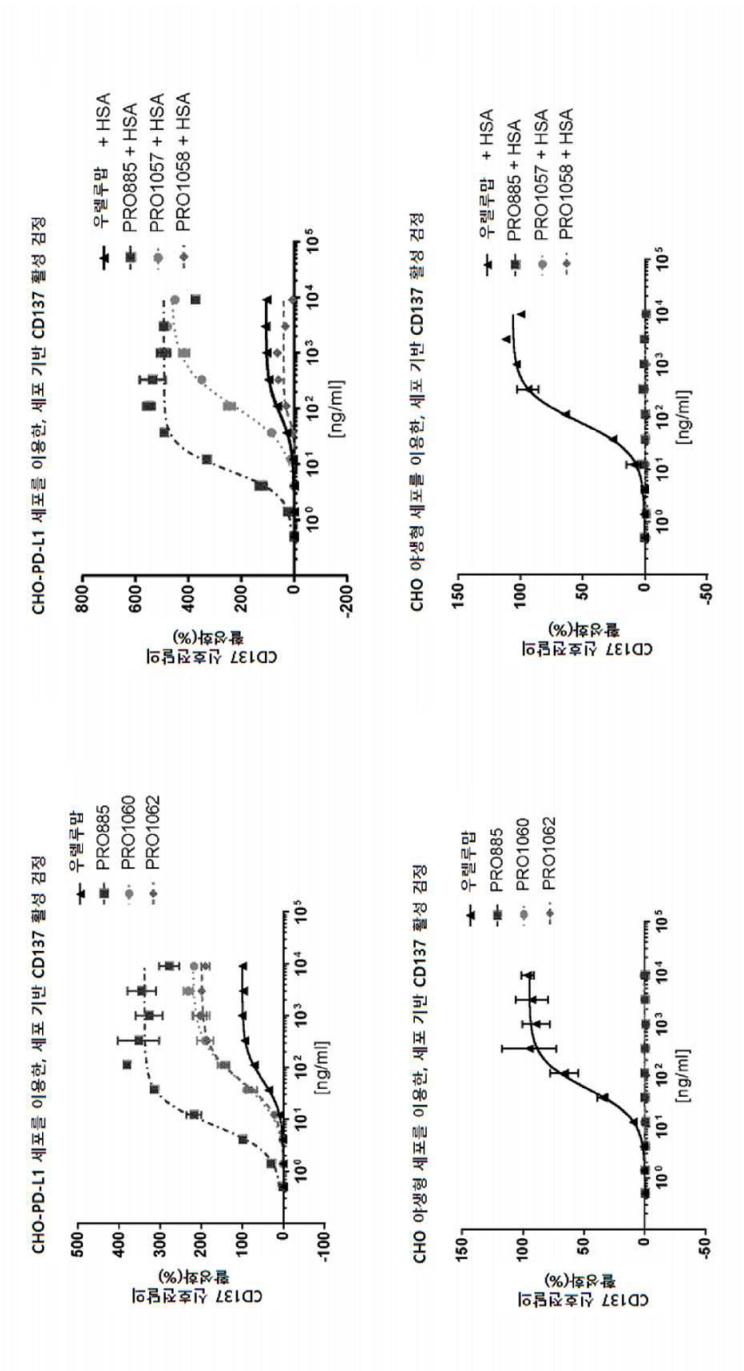 CHO-PD-L1 세포를 이용한, 세포 기반 CD137 활성 검정
CD137 신호전달의
활성화(%)
500
400
300
200
100
0
-100
10⁰
10¹
10²
10³
10⁴
10⁵
[ng/ml]
우렐루맙
PRO885
PRO1060
PRO1062
CHO-PD-L1 세포를 이용한, 세포 기반 CD137 활성 검정
CD137 신호전달의
활성화(%)
800
600
400
200
0
-200
10⁰
10¹
10²
10³
10⁴
10⁵
[ng/ml]
우렐루맙 + HSA
PRO885 + HSA
PRO1057 + HSA
PRO1058 + HSA
CHO 야생형 세포를 이용한, 세포 기반 CD137 활성 검정
CD137 신호전달의
활성화(%)
150
100
50
0
-50
10⁰
10¹
10²
10³
10⁴
10⁵
[ng/ml]
우렐루맙
PRO885
PRO1060
PRO1062
CHO 야생형 세포를 이용한, 세포 기반 CD137 활성 검정
CD137 신호전달의
활성화(%)
150
100
50
0
-50
10⁰
10¹
10²
10³
10⁴
10⁵
[ng/ml]
우렐루맙 + HSA
PRO885 + HSA
PRO1057 + HSA
PRO1058 + HSA